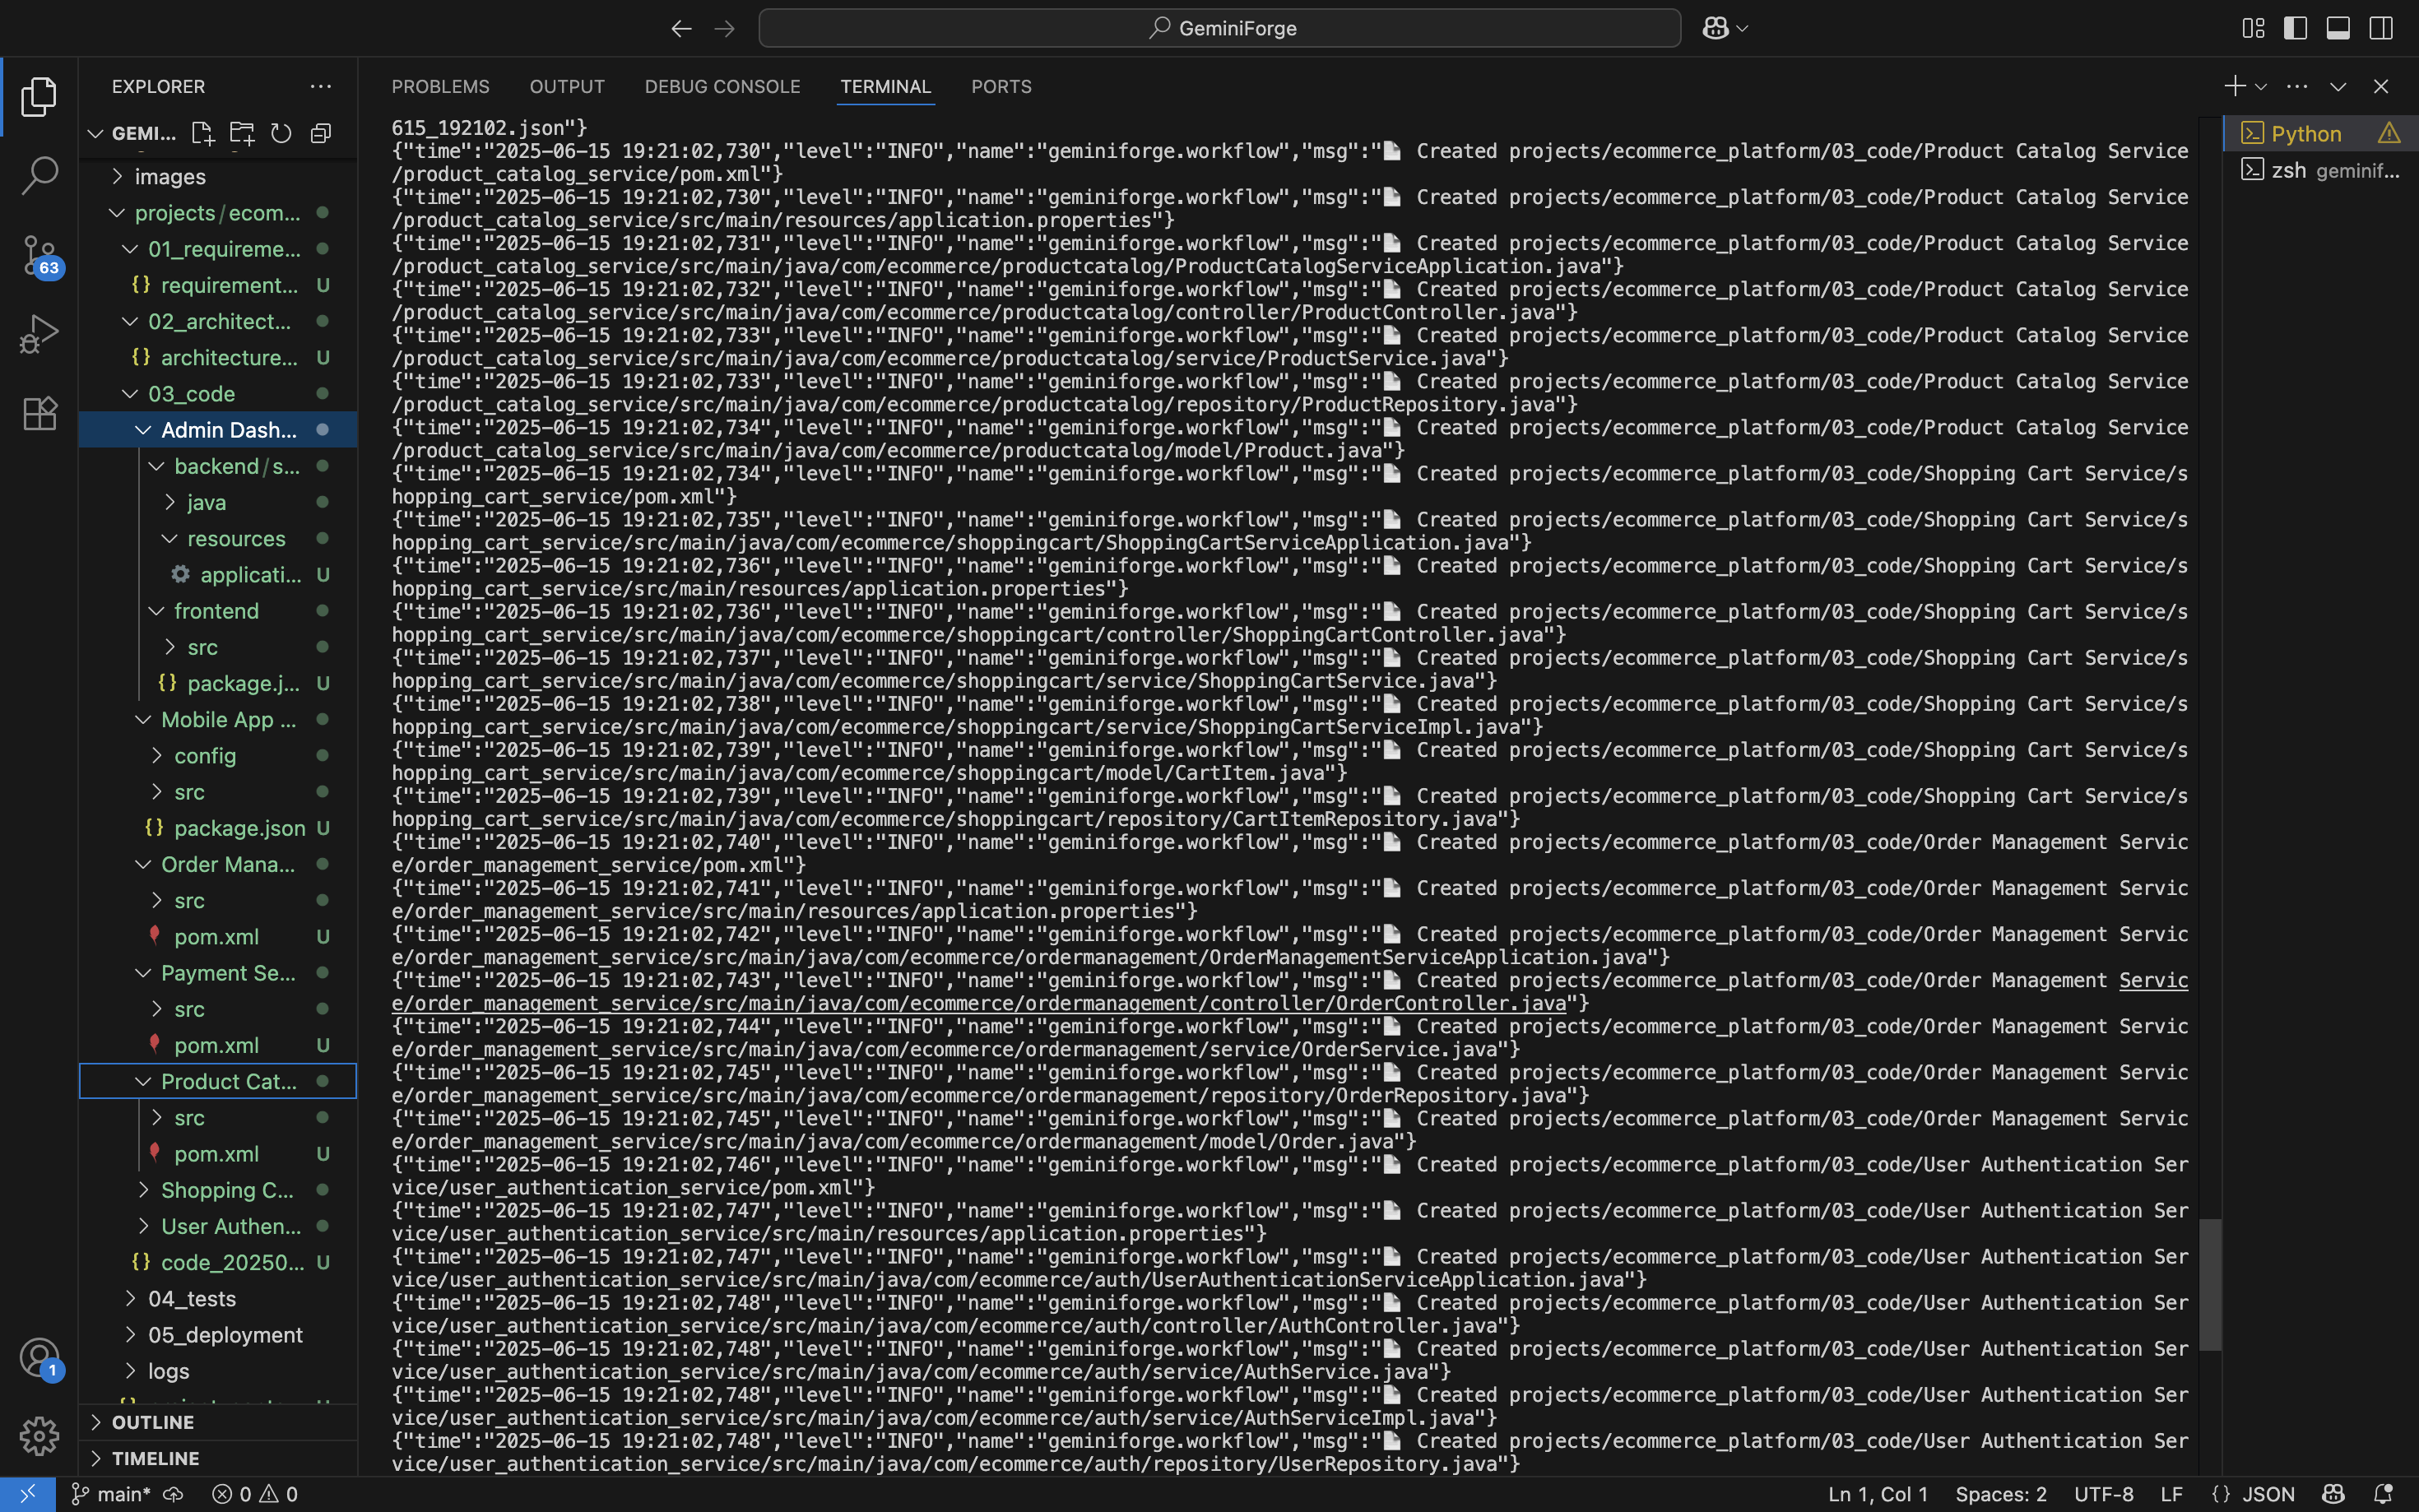 GeminiForge
EXPLORER
GEMI...
images
projects/ecom...
01_requireme...
requirement... U
02_architect...
architecture... U
03_code
Admin Dash...
backend/s...
java
resources
applicati... U
frontend
src
package.j... U
Mobile App ...
config
src
package.json U
Order Mana...
src
pom.xml U
Payment Se...
src
pom.xml U
Product Cat...
src
pom.xml U
Shopping C...
User Authen...
code_20250... U
04_tests
05_deployment
logs
OUTLINE
TIMELINE
63
1
PROBLEMS OUTPUT DEBUG CONSOLE TERMINAL PORTS
615_192102.json"}
{"time":"2025-06-15 19:21:02,730","level":"INFO","name":"geminiforge.workflow","msg":"📄 Created projects/ecommerce_platform/03_code/Product Catalog Service
/product_catalog_service/pom.xml"}
{"time":"2025-06-15 19:21:02,730","level":"INFO","name":"geminiforge.workflow","msg":"📄 Created projects/ecommerce_platform/03_code/Product Catalog Service
/product_catalog_service/src/main/resources/application.properties"}
{"time":"2025-06-15 19:21:02,731","level":"INFO","name":"geminiforge.workflow","msg":"📄 Created projects/ecommerce_platform/03_code/Product Catalog Service
/product_catalog_service/src/main/java/com/ecommerce/productcatalog/ProductCatalogServiceApplication.java"}
{"time":"2025-06-15 19:21:02,732","level":"INFO","name":"geminiforge.workflow","msg":"📄 Created projects/ecommerce_platform/03_code/Product Catalog Service
/product_catalog_service/src/main/java/com/ecommerce/productcatalog/controller/ProductController.java"}
{"time":"2025-06-15 19:21:02,733","level":"INFO","name":"geminiforge.workflow","msg":"📄 Created projects/ecommerce_platform/03_code/Product Catalog Service
/product_catalog_service/src/main/java/com/ecommerce/productcatalog/service/ProductService.java"}
{"time":"2025-06-15 19:21:02,733","level":"INFO","name":"geminiforge.workflow","msg":"📄 Created projects/ecommerce_platform/03_code/Product Catalog Service
/product_catalog_service/src/main/java/com/ecommerce/productcatalog/repository/ProductRepository.java"}
{"time":"2025-06-15 19:21:02,734","level":"INFO","name":"geminiforge.workflow","msg":"📄 Created projects/ecommerce_platform/03_code/Product Catalog Service
/product_catalog_service/src/main/java/com/ecommerce/productcatalog/model/Product.java"}
{"time":"2025-06-15 19:21:02,734","level":"INFO","name":"geminiforge.workflow","msg":"📄 Created projects/ecommerce_platform/03_code/Shopping Cart Service/s
hopping_cart_service/pom.xml"}
{"time":"2025-06-15 19:21:02,735","level":"INFO","name":"geminiforge.workflow","msg":"📄 Created projects/ecommerce_platform/03_code/Shopping Cart Service/s
hopping_cart_service/src/main/java/com/ecommerce/shoppingcart/ShoppingCartServiceApplication.java"}
{"time":"2025-06-15 19:21:02,736","level":"INFO","name":"geminiforge.workflow","msg":"📄 Created projects/ecommerce_platform/03_code/Shopping Cart Service/s
hopping_cart_service/src/main/resources/application.properties"}
{"time":"2025-06-15 19:21:02,736","level":"INFO","name":"geminiforge.workflow","msg":"📄 Created projects/ecommerce_platform/03_code/Shopping Cart Service/s
hopping_cart_service/src/main/java/com/ecommerce/shoppingcart/controller/ShoppingCartController.java"}
{"time":"2025-06-15 19:21:02,737","level":"INFO","name":"geminiforge.workflow","msg":"📄 Created projects/ecommerce_platform/03_code/Shopping Cart Service/s
hopping_cart_service/src/main/java/com/ecommerce/shoppingcart/service/ShoppingCartService.java"}
{"time":"2025-06-15 19:21:02,738","level":"INFO","name":"geminiforge.workflow","msg":"📄 Created projects/ecommerce_platform/03_code/Shopping Cart Service/s
hopping_cart_service/src/main/java/com/ecommerce/shoppingcart/service/ShoppingCartServiceImpl.java"}
{"time":"2025-06-15 19:21:02,739","level":"INFO","name":"geminiforge.workflow","msg":"📄 Created projects/ecommerce_platform/03_code/Shopping Cart Service/s
hopping_cart_service/src/main/java/com/ecommerce/shoppingcart/model/CartItem.java"}
{"time":"2025-06-15 19:21:02,739","level":"INFO","name":"geminiforge.workflow","msg":"📄 Created projects/ecommerce_platform/03_code/Shopping Cart Service/s
hopping_cart_service/src/main/java/com/ecommerce/shoppingcart/repository/CartItemRepository.java"}
{"time":"2025-06-15 19:21:02,740","level":"INFO","name":"geminiforge.workflow","msg":"📄 Created projects/ecommerce_platform/03_code/Order Management Servic
e/order_management_service/pom.xml"}
{"time":"2025-06-15 19:21:02,741","level":"INFO","name":"geminiforge.workflow","msg":"📄 Created projects/ecommerce_platform/03_code/Order Management Servic
e/order_management_service/src/main/resources/application.properties"}
{"time":"2025-06-15 19:21:02,742","level":"INFO","name":"geminiforge.workflow","msg":"📄 Created projects/ecommerce_platform/03_code/Order Management Servic
e/order_management_service/src/main/java/com/ecommerce/ordermanagement/OrderManagementServiceApplication.java"}
{"time":"2025-06-15 19:21:02,743","level":"INFO","name":"geminiforge.workflow","msg":"📄 Created projects/ecommerce_platform/03_code/Order Management Servic
e/order_management_service/src/main/java/com/ecommerce/ordermanagement/controller/OrderController.java"}
{"time":"2025-06-15 19:21:02,744","level":"INFO","name":"geminiforge.workflow","msg":"📄 Created projects/ecommerce_platform/03_code/Order Management Servic
e/order_management_service/src/main/java/com/ecommerce/ordermanagement/service/OrderService.java"}
{"time":"2025-06-15 19:21:02,745","level":"INFO","name":"geminiforge.workflow","msg":"📄 Created projects/ecommerce_platform/03_code/Order Management Servic
e/order_management_service/src/main/java/com/ecommerce/ordermanagement/repository/OrderRepository.java"}
{"time":"2025-06-15 19:21:02,745","level":"INFO","name":"geminiforge.workflow","msg":"📄 Created projects/ecommerce_platform/03_code/Order Management Servic
e/order_management_service/src/main/java/com/ecommerce/ordermanagement/model/Order.java"}
{"time":"2025-06-15 19:21:02,746","level":"INFO","name":"geminiforge.workflow","msg":"📄 Created projects/ecommerce_platform/03_code/User Authentication Ser
vice/user_authentication_service/pom.xml"}
{"time":"2025-06-15 19:21:02,747","level":"INFO","name":"geminiforge.workflow","msg":"📄 Created projects/ecommerce_platform/03_code/User Authentication Ser
vice/user_authentication_service/src/main/resources/application.properties"}
{"time":"2025-06-15 19:21:02,747","level":"INFO","name":"geminiforge.workflow","msg":"📄 Created projects/ecommerce_platform/03_code/User Authentication Ser
vice/user_authentication_service/src/main/java/com/ecommerce/auth/UserAuthenticationServiceApplication.java"}
{"time":"2025-06-15 19:21:02,748","level":"INFO","name":"geminiforge.workflow","msg":"📄 Created projects/ecommerce_platform/03_code/User Authentication Ser
vice/user_authentication_service/src/main/java/com/ecommerce/auth/controller/AuthController.java"}
{"time":"2025-06-15 19:21:02,748","level":"INFO","name":"geminiforge.workflow","msg":"📄 Created projects/ecommerce_platform/03_code/User Authentication Ser
vice/user_authentication_service/src/main/java/com/ecommerce/auth/service/AuthService.java"}
{"time":"2025-06-15 19:21:02,748","level":"INFO","name":"geminiforge.workflow","msg":"📄 Created projects/ecommerce_platform/03_code/User Authentication Ser
vice/user_authentication_service/src/main/java/com/ecommerce/auth/service/AuthServiceImpl.java"}
{"time":"2025-06-15 19:21:02,748","level":"INFO","name":"geminiforge.workflow","msg":"📄 Created projects/ecommerce_platform/03_code/User Authentication Ser
vice/user_authentication_service/src/main/java/com/ecommerce/auth/repository/UserRepository.java"}
Python
zsh geminif...
main* 0 0
Ln 1, Col 1 Spaces: 2 UTF-8 LF {} JSON